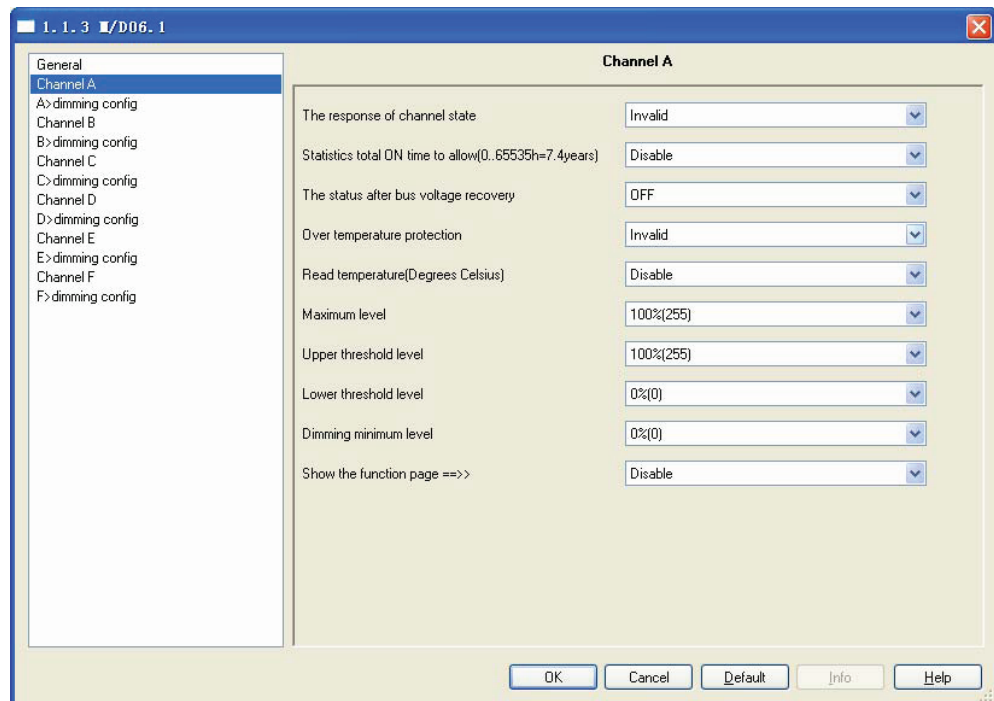 1.1.3 M/D06.1
General
Channel A
A>dimming config
Channel B
B>dimming config
Channel C
C>dimming config
Channel D
D>dimming config
Channel E
E>dimming config
Channel F
F>dimming config
Channel A
The response of channel state Invalid
Statistics total ON time to allow(0..65535h=7.4years) Disable
The status after bus voltage recovery OFF
Over temperature protection Invalid
Read temperature(Degrees Celsius) Disable
Maximum level 100%(255)
Upper threshold level 100%(255)
Lower threshold level 0%(0)
Dimming minimum level 0%(0)
Show the function page ==>> Disable
OK Cancel Default Info Help